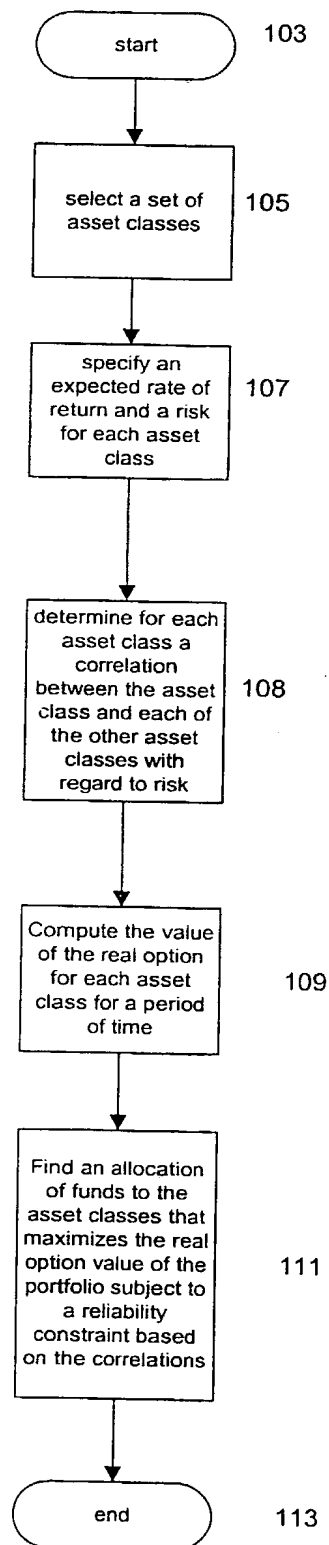 start
103
select a set of
asset classes
105
specify an
expected rate of
return and a risk
for each asset
class
107
determine for each
asset class a
correlation
between the asset
class and each of
the other asset
classes with
regard to risk
108
Compute the value
of the real option
for each asset
class for a period
of time
109
Find an allocation
of funds to the
asset classes that
maximizes the real
option value of the
portfolio subject to
a reliability
constraint based
on the correlations
111
end
113